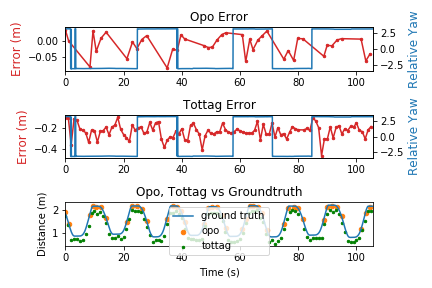 Opo Error
Error (m)
0.00
−0.05
5.0
2.5
0.0
−2.5
Relative Yaw
0 20 40 60 80 100
Tottag Error
Error (m)
−0.2
−0.4
2.5
0.0
−2.5
Relative Yaw
0 20 40 60 80 100
Opo, Tottag vs Groundtruth
Distance (m)
2
1
ground truth
opo
tottag
0 20 40 60 80 100
Time (s)